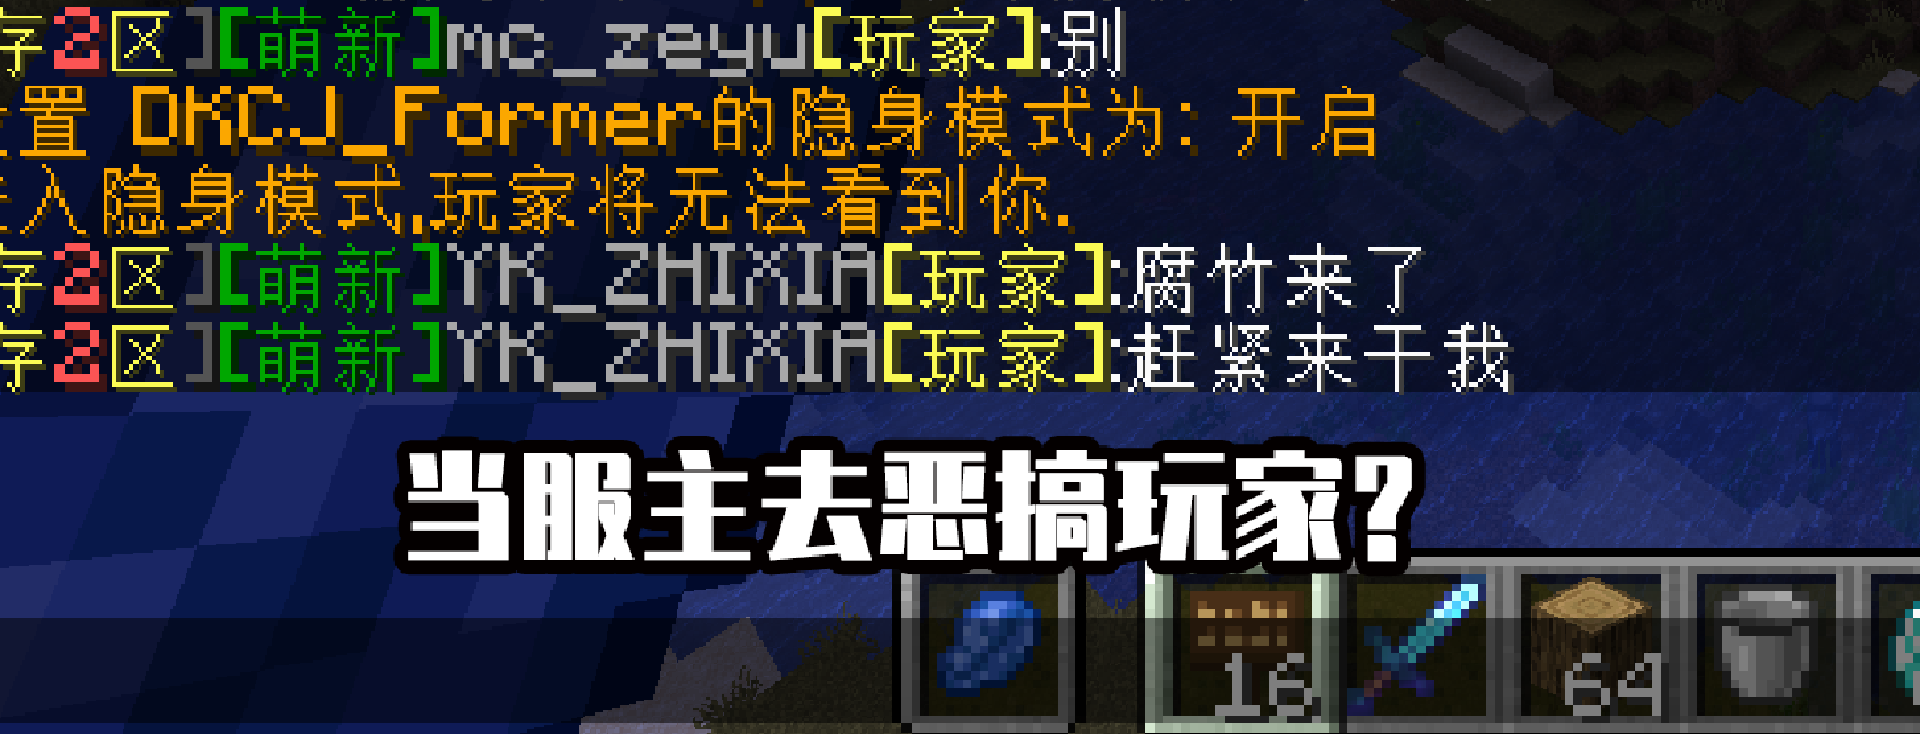 存2区][萌新]mc_zeyu[玩家]:别
置 DKCJ_Former的隐身模式为: 开启
入隐身模式,玩家将无法看到你.
存2区][萌新]YK_ZHIXIA[玩家]:腐竹来了
存2区][萌新]YK_ZHIXIA[玩家]:赶紧来干我
当服主去恶搞玩家?
16
64